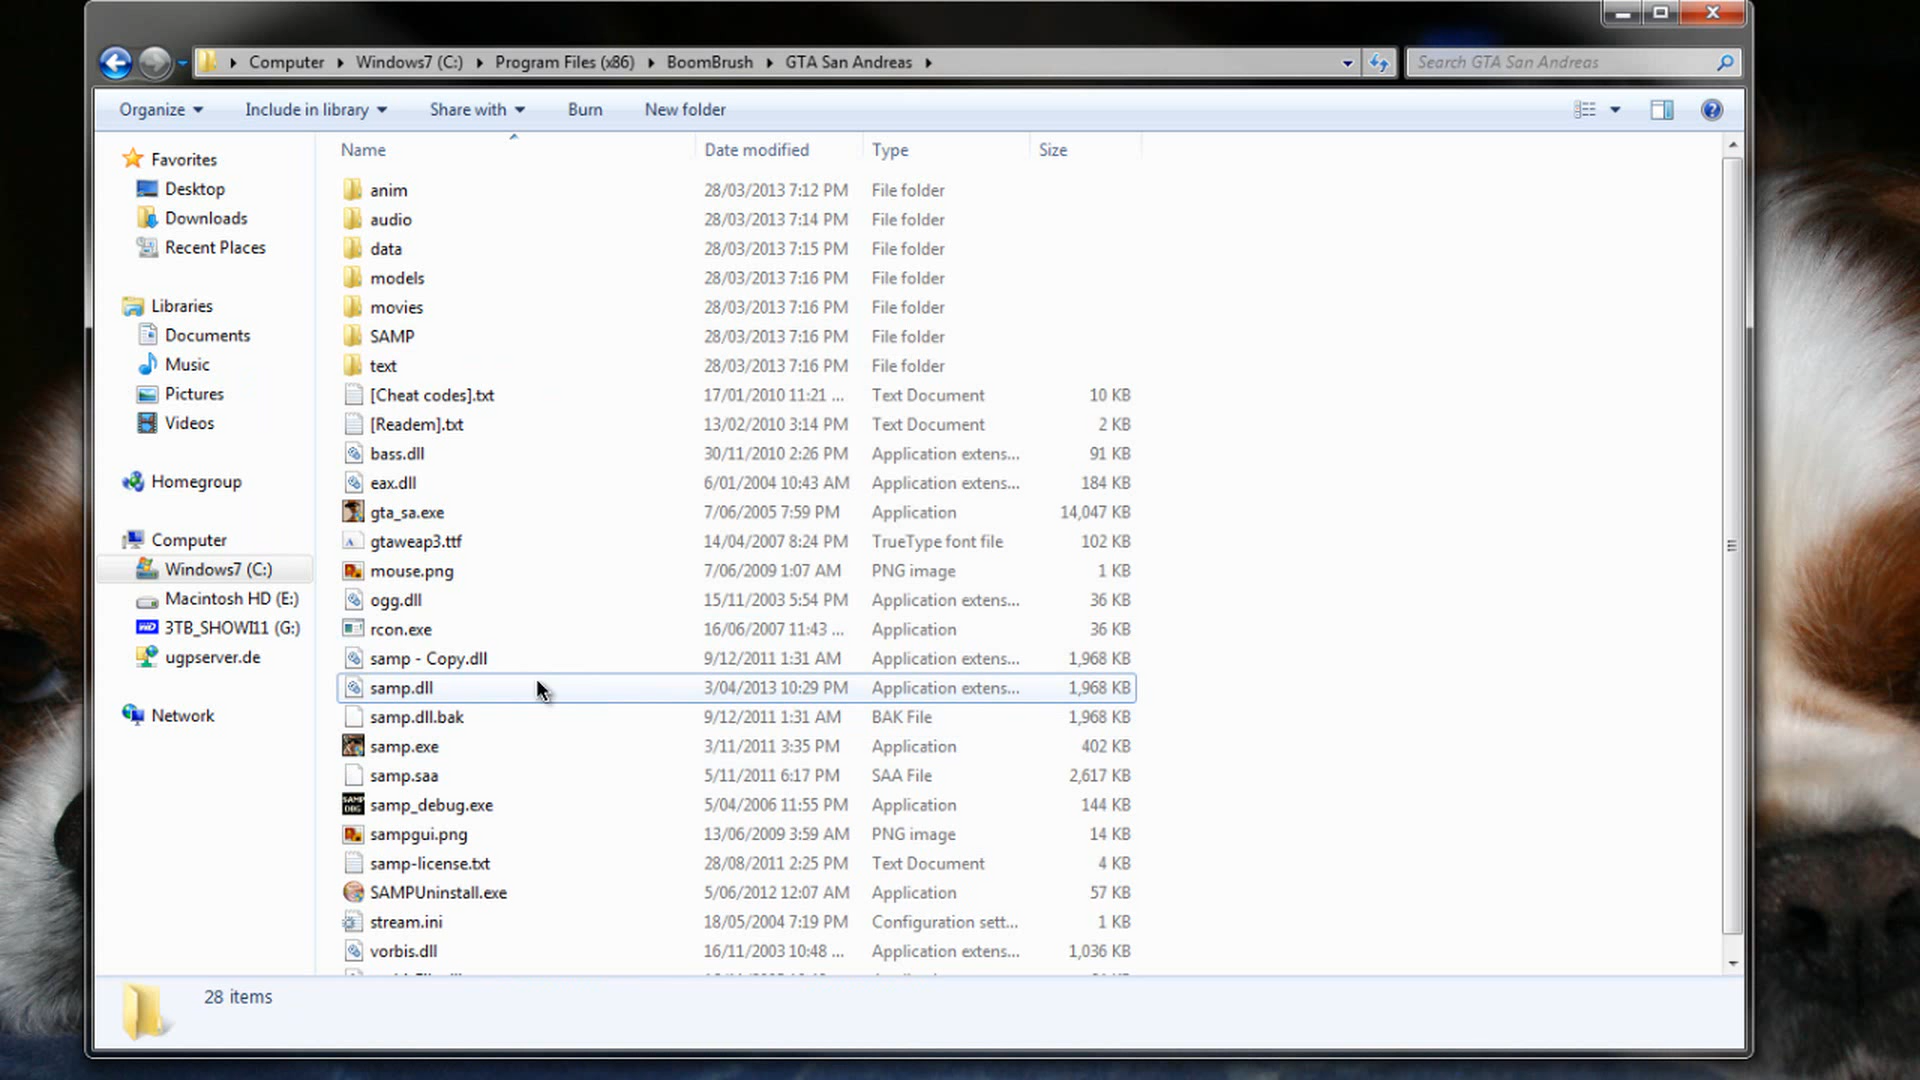 Computer Windows7 (C:) Program Files (x86) BoomBrush GTA San Andreas
Search GTA San Andreas
Organize Include in library Share with Burn New folder
Name Date modified Type Size
Favorites
Desktop
Downloads
Recent Places
Libraries
Documents
Music
Pictures
Videos
Homegroup
Computer
Windows7 (C:)
Macintosh HD (E:)
3TB_SHOWI11 (G:)
ugpserver.de
Network
anim 28/03/2013 7:12 PM File folder
audio 28/03/2013 7:14 PM File folder
data 28/03/2013 7:15 PM File folder
models 28/03/2013 7:16 PM File folder
movies 28/03/2013 7:16 PM File folder
SAMP 28/03/2013 7:16 PM File folder
text 28/03/2013 7:16 PM File folder
[Cheat codes].txt 17/01/2010 11:21 ... Text Document 10 KB
[Readem].txt 13/02/2010 3:14 PM Text Document 2 KB
bass.dll 30/11/2010 2:26 PM Application extens... 91 KB
eax.dll 6/01/2004 10:43 AM Application extens... 184 KB
gta_sa.exe 7/06/2005 7:59 PM Application 14,047 KB
gtaweap3.ttf 14/04/2007 8:24 PM TrueType font file 102 KB
mouse.png 7/06/2009 1:07 AM PNG image 1 KB
ogg.dll 15/11/2003 5:54 PM Application extens... 36 KB
rcon.exe 16/06/2007 11:43 ... Application 36 KB
samp - Copy.dll 9/12/2011 1:31 AM Application extens... 1,968 KB
samp.dll 3/04/2013 10:29 PM Application extens... 1,968 KB
samp.dll.bak 9/12/2011 1:31 AM BAK File 1,968 KB
samp.exe 3/11/2011 3:35 PM Application 402 KB
samp.saa 5/11/2011 6:17 PM SAA File 2,617 KB
samp_debug.exe 5/04/2006 11:55 PM Application 144 KB
sampgui.png 13/06/2009 3:59 AM PNG image 14 KB
samp-license.txt 28/08/2011 2:25 PM Text Document 4 KB
SAMPUninstall.exe 5/06/2012 12:07 AM Application 57 KB
stream.ini 18/05/2004 7:19 PM Configuration sett... 1 KB
vorbis.dll 16/11/2003 10:48 ... Application extens... 1,036 KB
28 items